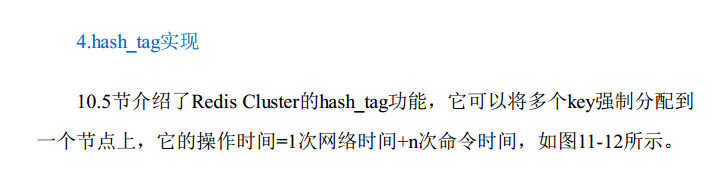 4.hash_tag实现
10.5节介绍了Redis Cluster的hash_tag功能，它可以将多个key强制分配到
一个节点上，它的操作时间=1次网络时间+n次命令时间，如图11-12所示。